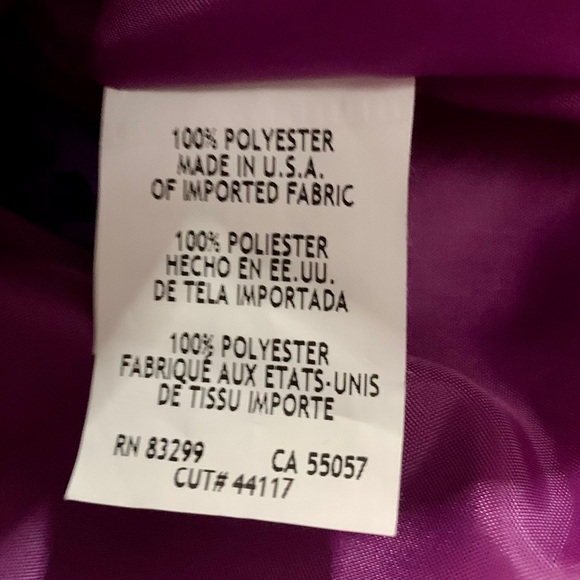 100% POLYESTER
MADE IN U.S.A.
OF IMPORTED FABRIC
100% POLIESTER
HECHO EN EE.UU.
DE TELA IMPORTADA
100% POLYESTER
FABRIQUÉ AUX ETATS-UNIS
DE TISSU IMPORTE
RN 83299 CA 55057
CUT# 44117